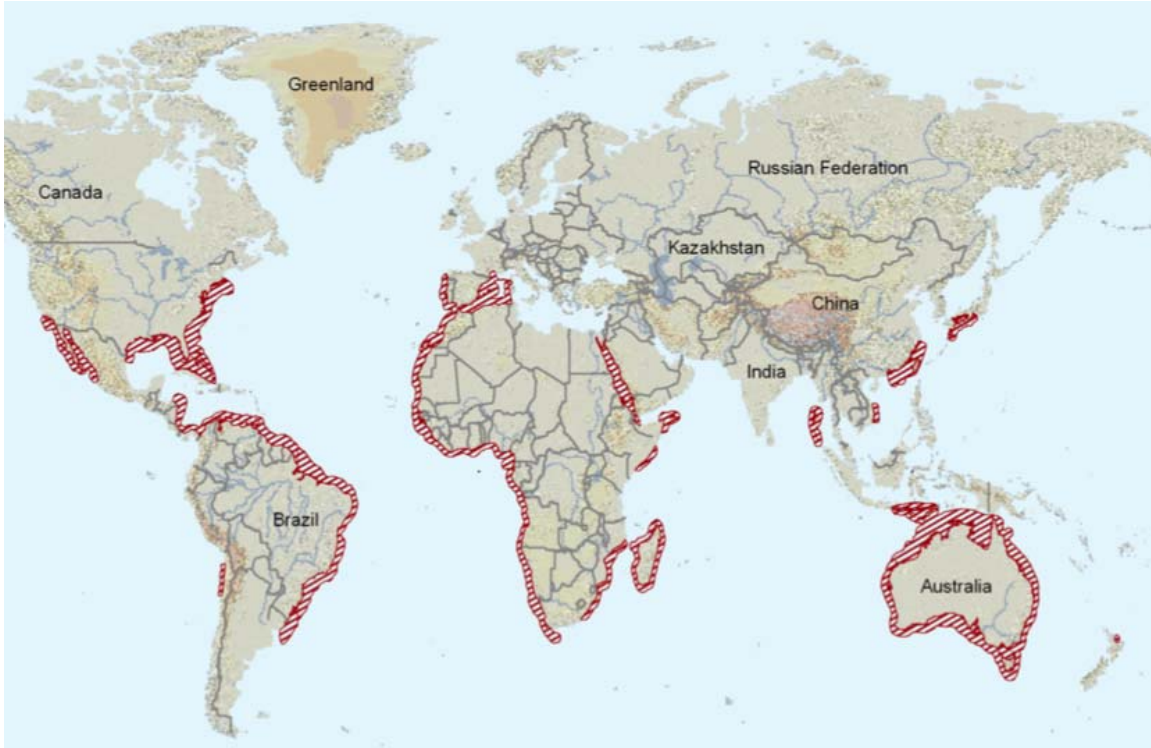 Greenland
Canada
Russian Federation
Kazakhstan
China
India
Brazil
Australia